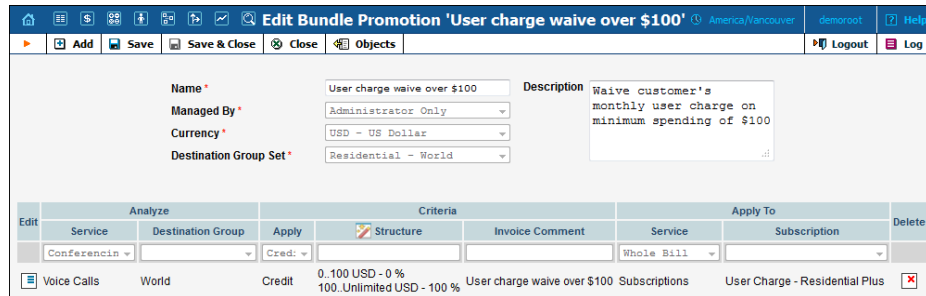 Edit Bundle Promotion 'User charge waive over $100' America/Vancouver demoroot Help
Add Save Save & Close Close Objects Logout Log
Name * User charge waive over $100 Description Waive customer's
monthly user charge on
minimum spending of $100
Managed By * Administrator Only
Currency * USD - US Dollar
Destination Group Set * Residential - World
Edit Analyze Criteria Apply To Delete
Service Destination Group Apply Structure Invoice Comment Service Subscription
Conferencin Cred: Whole Bill
Voice Calls World Credit 0..100 USD - 0 % User charge waive over $100 Subscriptions User Charge - Residential Plus
100..Unlimited USD - 100 %